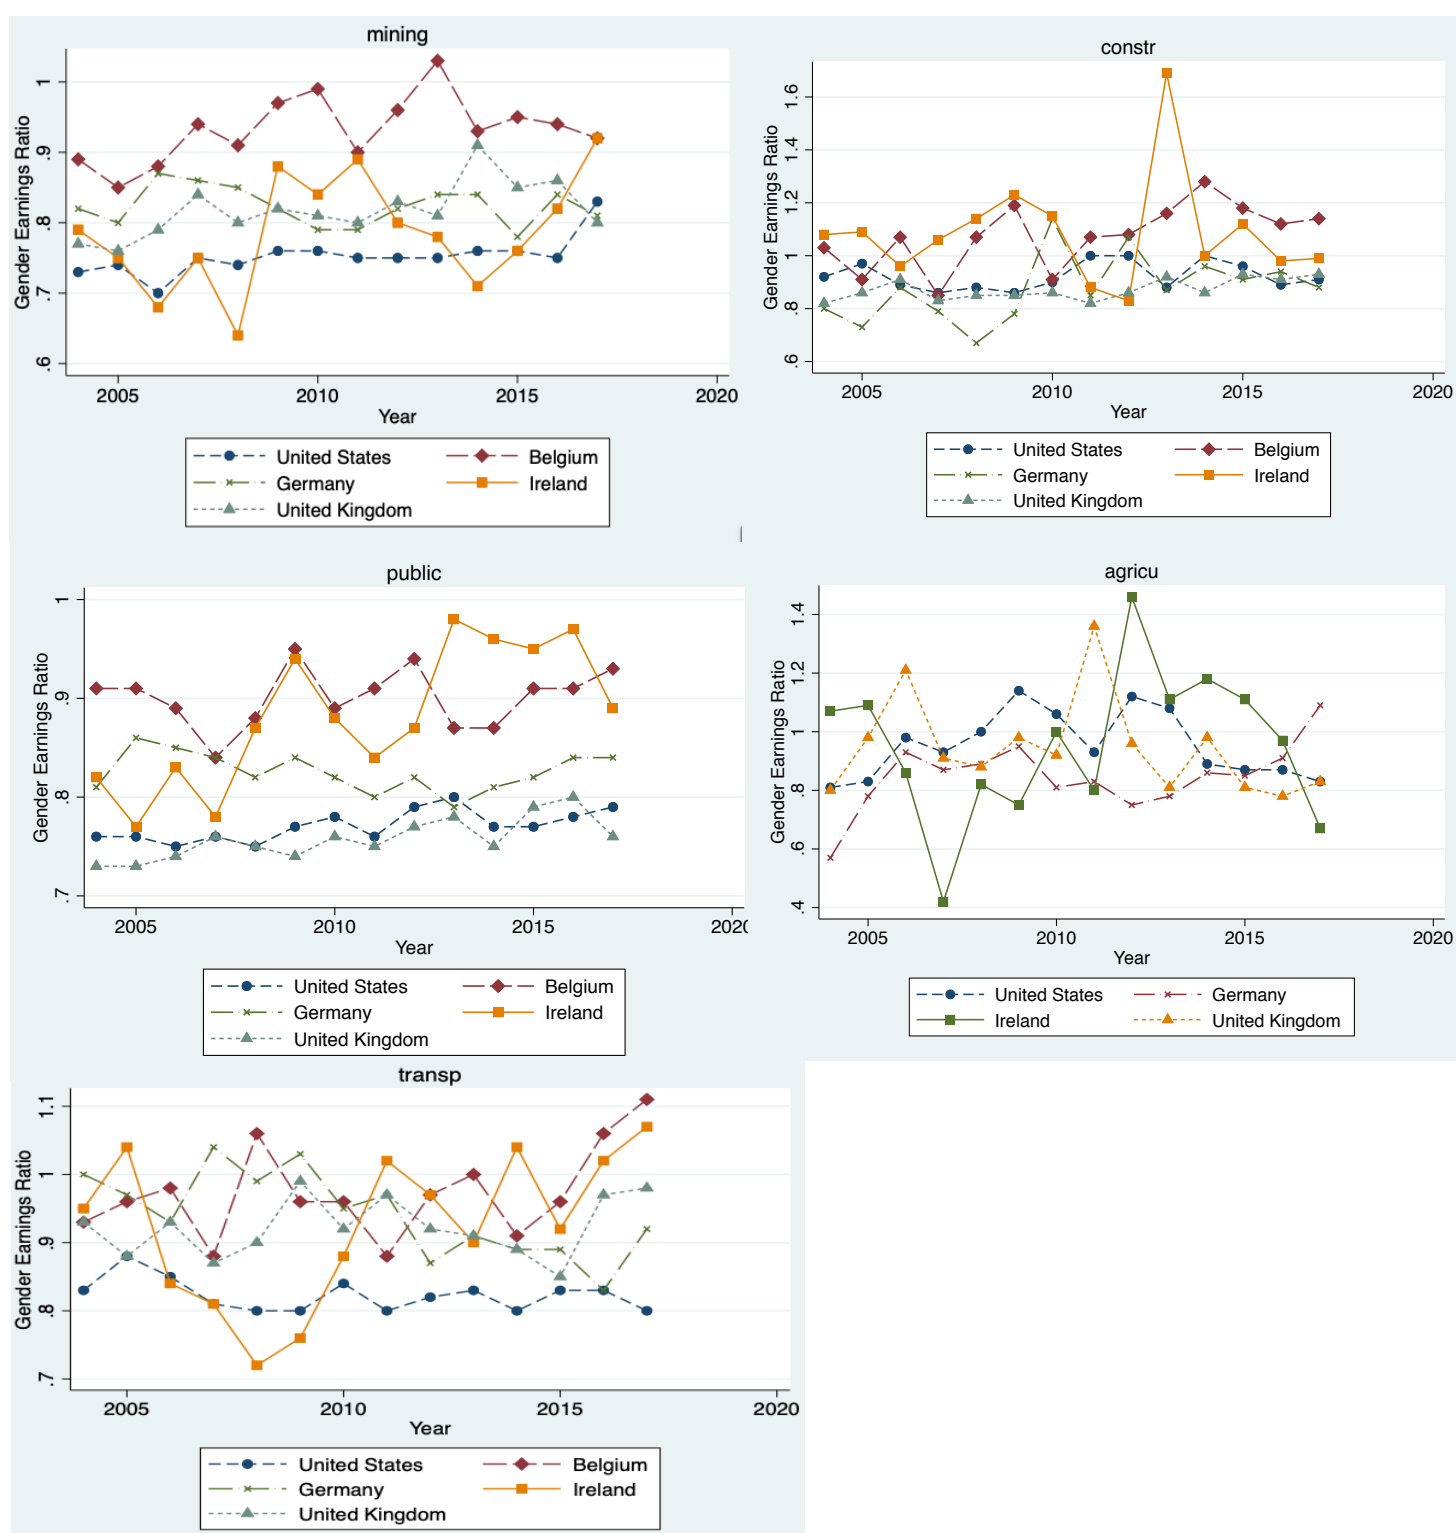 mining
Gender Earnings Ratio
1
.9
.8
.7
.6
2005 2010 2015 2020
Year
United States Belgium
Germany Ireland
United Kingdom
constr
Gender Earnings Ratio
1.6
1.4
1.2
1
.8
.6
2005 2010 2015 2020
Year
United States Belgium
Germany Ireland
United Kingdom
public
Gender Earnings Ratio
1
.9
.8
.7
2005 2010 2015 202
Year
United States Belgium
Germany Ireland
United Kingdom
agricu
Gender Earnings Ratio
1.4
1.2
1
.8
.6
.4
2005 2010 2015 2020
Year
United States Germany
Ireland United Kingdom
transp
Gender Earnings Ratio
1.1
1
.9
.8
.7
2005 2010 2015 2020
Year
United States Belgium
Germany Ireland
United Kingdom